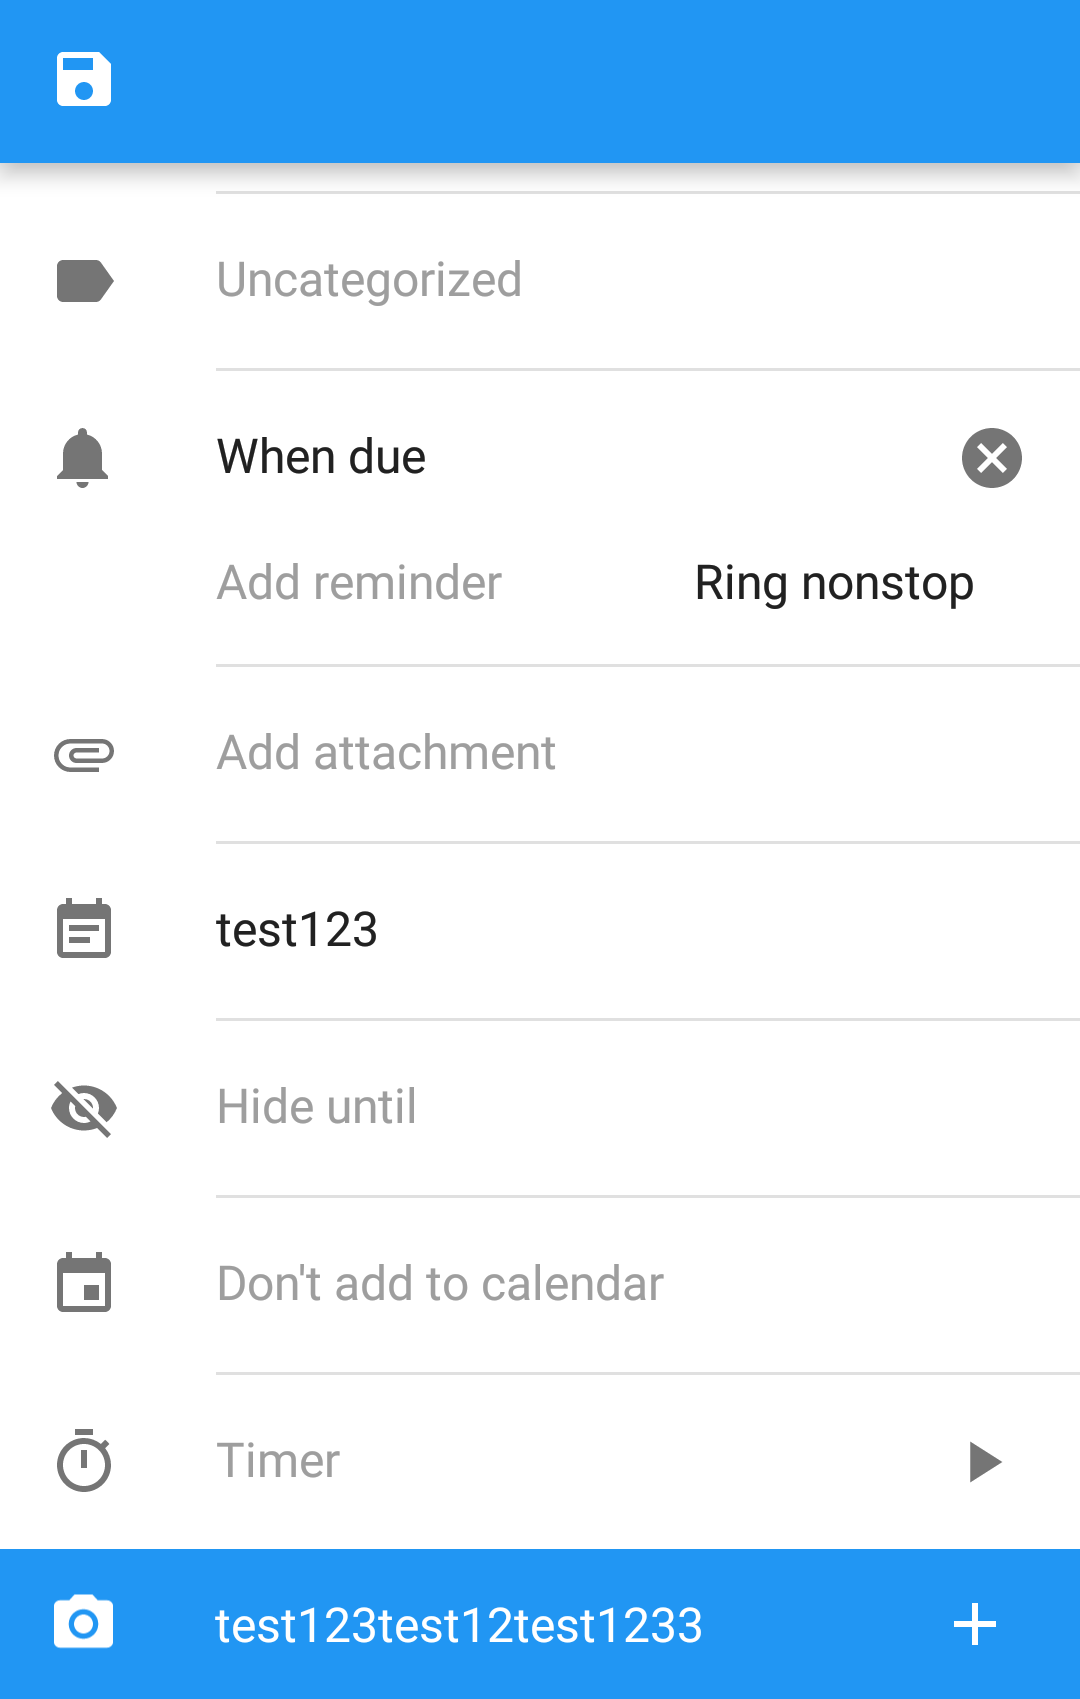 Uncategorized
When due
Add reminder Ring nonstop
Add attachment
test123
Hide until
Don't add to calendar
Timer
test123test12test1233